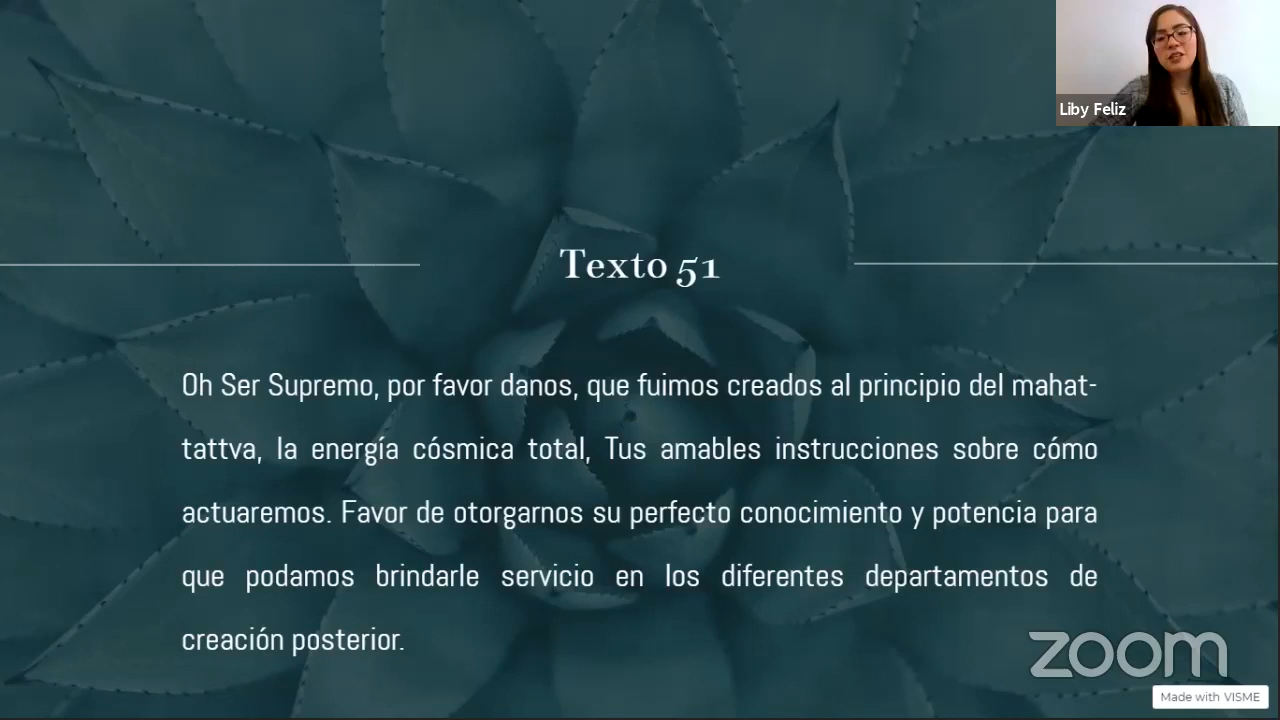 Liby Feliz
Texto 51
Oh Ser Supremo, por favor danos, que fuimos creados al principio del mahat-
tattva, la energía cósmica total, Tus amables instrucciones sobre cómo
actuaremos. Favor de otorgarnos su perfecto conocimiento y potencia para
que podamos brindarle servicio en los diferentes departamentos de
creación posterior.
zoom
Made with VISME